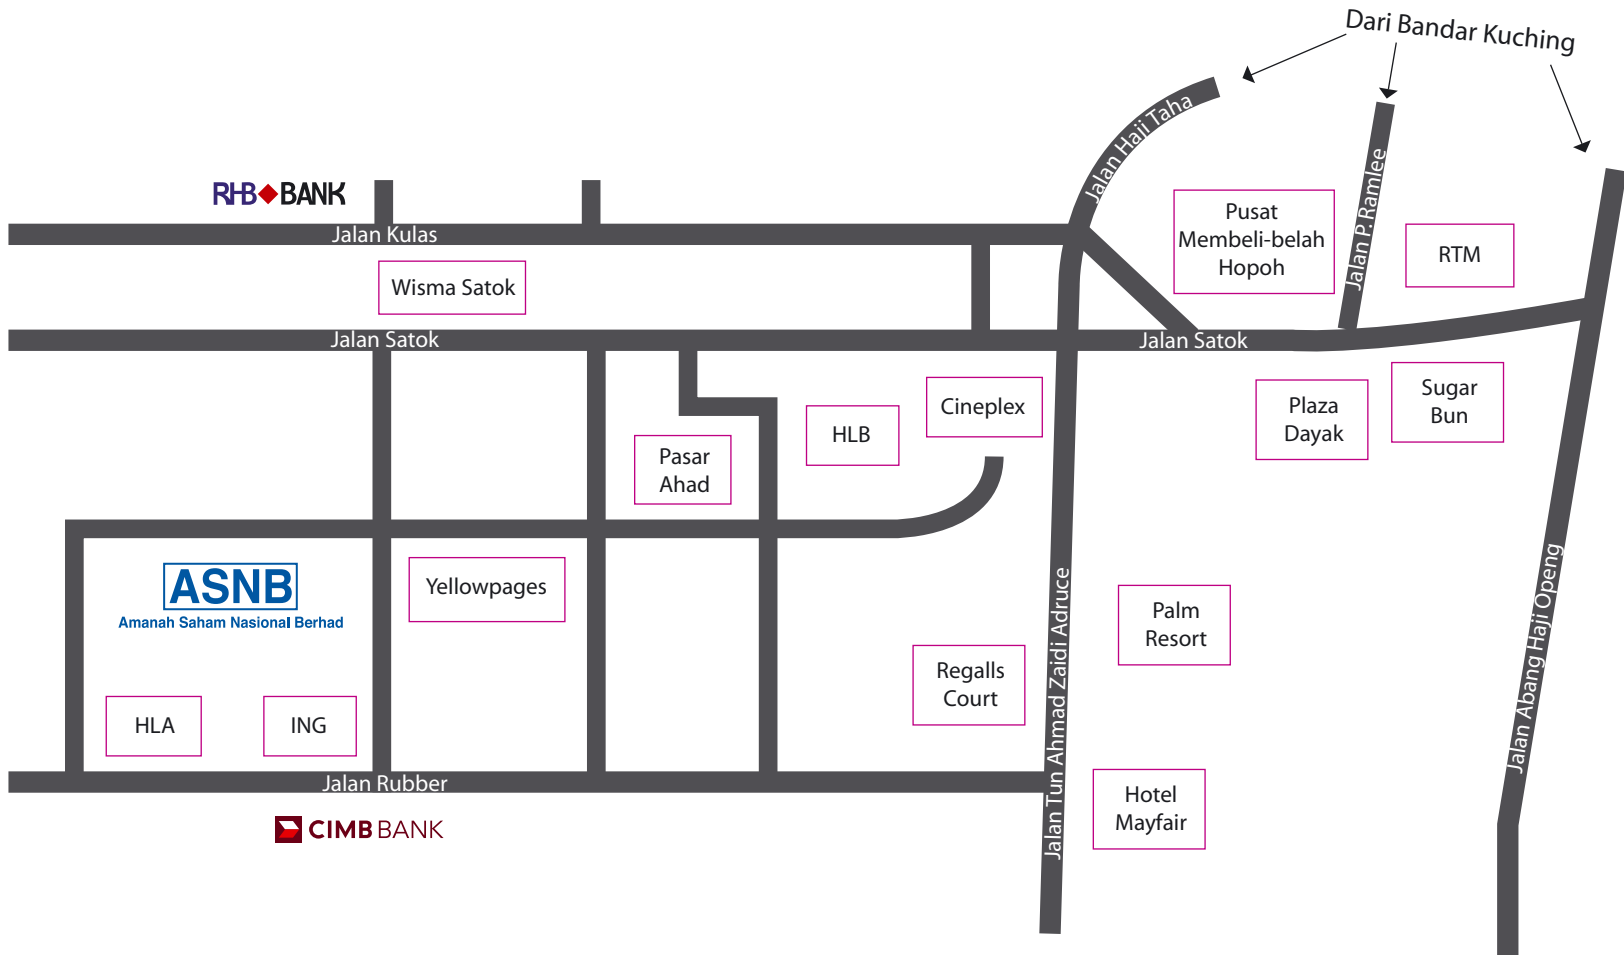 Dari Bandar Kuching
Jalan Haji Taha
Jalan P. Ramlee
RHB BANK
Pusat
Membeli-belah
Hopoh
RTM
Jalan Kulas
Wisma Satok
Jalan Satok
Jalan Satok
Cineplex
HLB
Plaza
Dayak
Sugar
Bun
Pasar
Ahad
ASNB
Amanah Saham Nasional Berhad
Yellowpages
Palm
Resort
Regalls
Court
Jalan Tun Ahmad Zaidi Adruce
Jalan Abang Haji Openg
HLA
ING
Jalan Rubber
Hotel
Mayfair
CIMB BANK